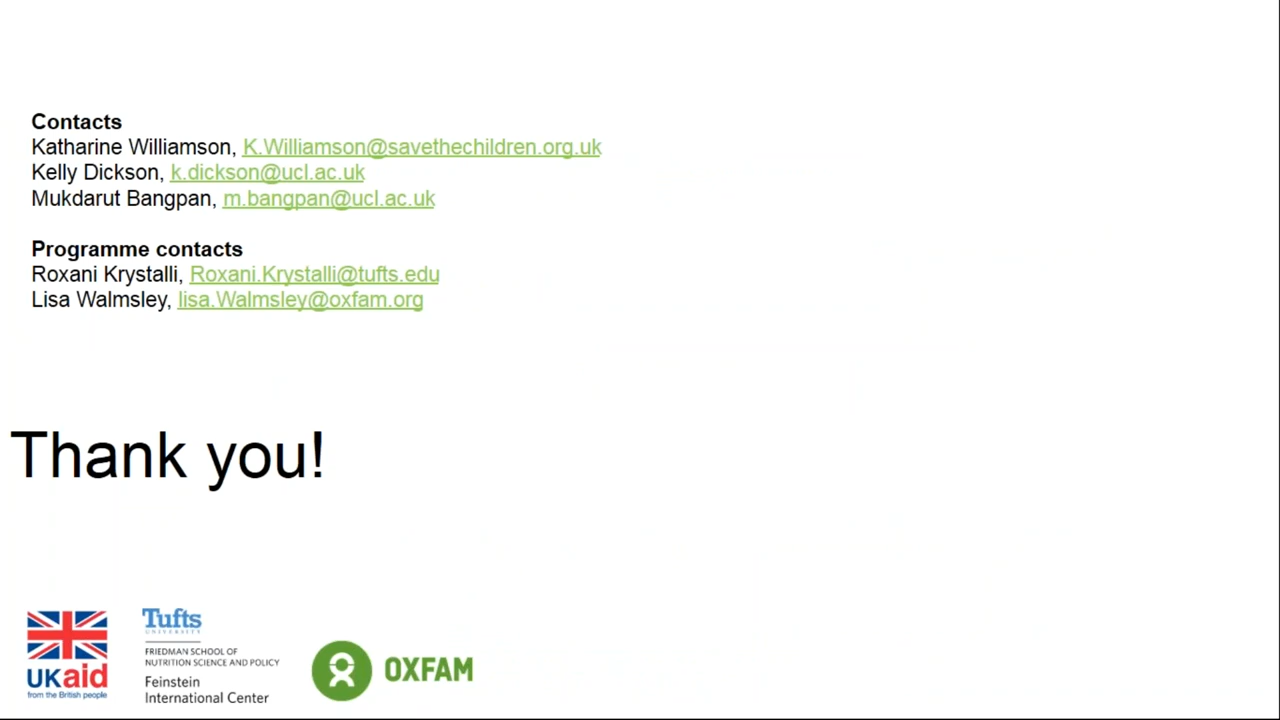 Contacts
Katharine Williamson, K.Williamson@savethechildren.org.uk
Kelly Dickson, k.dickson@ucl.ac.uk
Mukdarut Bangpan, m.bangpan@ucl.ac.uk
Programme contacts
Roxani Krystalli, Roxani.Krystalli@tufts.edu
Lisa Walmsley, lisa.Walmsley@oxfam.org
Thank you!
UKaid
from the British people
Tufts
UNIVERSITY
FRIEDMAN SCHOOL OF
NUTRITION SCIENCE AND POLICY
Feinstein
International Center
OXFAM